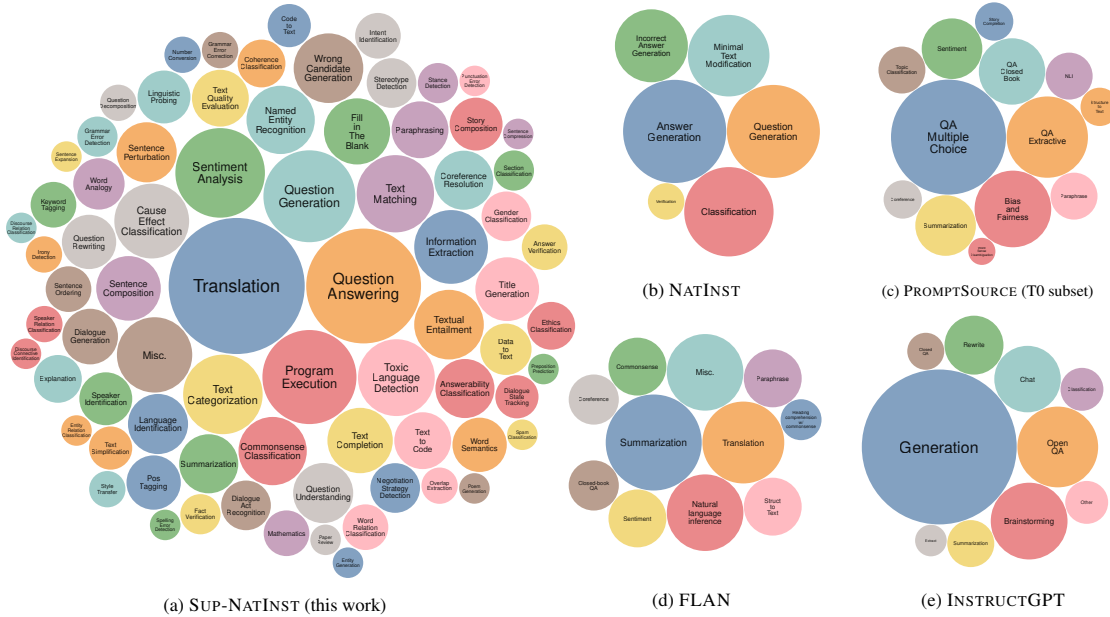 Code
to
Text
Intent
Identification
Number
Conversion
Grammar
Error
Correction
Coherence
Classification
Wrong
Candidate
Generation
Stereotype
Detection
Stance
Detection
Punctuation
Error
Detection
Question
Decomposition
Linguistic
Probing
Text
Quality
Evaluation
Named
Entity
Recognition
Fill
in
The
Blank
Paraphrasing
Story
Composition
Sentence
Compression
Grammar
Error
Detection
Sentence
Expansion
Sentence
Perturbation
Sentiment
Analysis
Question
Generation
Text
Matching
Coreference
Resolution
Section
Classification
Word
Analogy
Keyword
Tagging
Cause
Effect
Classification
Gender
Classification
Discourse
Relation
Classification
Question
Rewriting
Information
Extraction
Answer
Verification
Irony
Detection
Sentence
Ordering
Sentence
Composition
Translation
Question
Answering
Title
Generation
Speaker
Relation
Classification
Dialogue
Generation
Textual
Entailment
Ethics
Classification
Discourse
Connective
Identification
Misc.
Data
to
Text
Explanation
Program
Execution
Toxic
Language
Detection
Preposition
Prediction
Speaker
Identification
Text
Categorization
Answerability
Classification
Dialogue
State
Tracking
Entity
Relation
Classification
Language
Identification
Text
Simplification
Commonsense
Classification
Text
Completion
Text
to
Code
Word
Semantics
Spam
Classification
Style
Transfer
Pos
Tagging
Summarization
Question
Understanding
Negotiation
Strategy
Detection
Overlap
Extraction
Poem
Generation
Spelling
Error
Detection
Fact
Verification
Dialogue
Act
Recognition
Mathematics
Paper
Review
Word
Relation
Classification
Entity
Generation
(a) SUP-NATINST (this work)
Incorrect
Answer
Generation
Minimal
Text
Modification
Answer
Generation
Question
Generation
Verification
Classification
(b) NATINST
Story
Completion
Sentiment
Topic
Classification
QA
Closed
Book
NLI
Structure
to
Text
QA
Multiple
Choice
QA
Extractive
Coreference
Bias
and
Fairness
Paraphrase
Summarization
(c) PROMPTSOURCE (T0 subset)
Commonsense
Misc.
Paraphrase
Coreference
Reading
comprehension
w/ commonsense
Summarization
Translation
Closed-book
QA
Sentiment
Natural
language
inference
Struct
to
Text
(d) FLAN
Closed
QA
Rewrite
Chat
Classification
Generation
Open
QA
Other
Brainstorming
Extract
Summarization
(e) INSTRUCTGPT